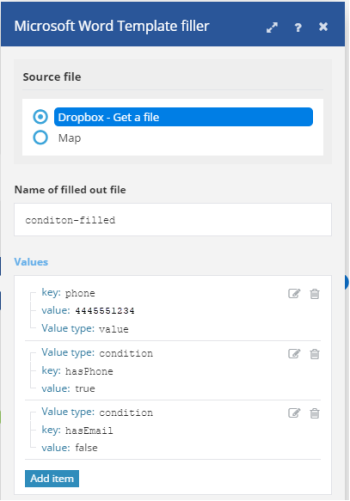 Microsoft Word Template filler ?
Source file
Dropbox - Get a file
Map
Name of filled out file
conditon-filled
Values
key: phone
value: 4445551234
Value type: value
Value type: condition
key: hasPhone
value: true
Value type: condition
key: hasEmail
value: false
Add item